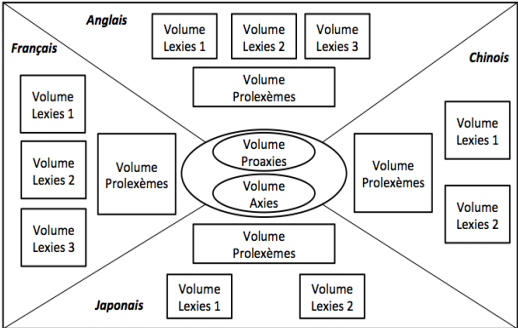 Anglais
Volume
Lexies 1
Volume
Lexies 2
Volume
Lexies 3
Volume
Prolexèmes
Français
Volume
Lexies 1
Volume
Lexies 2
Volume
Lexies 3
Volume
Prolexèmes
Volume
Proaxies
Volume
Axies
Chinois
Volume
Prolexèmes
Volume
Lexies 1
Volume
Lexies 2
Volume
Prolexèmes
Japonais
Volume
Lexies 1
Volume
Lexies 2